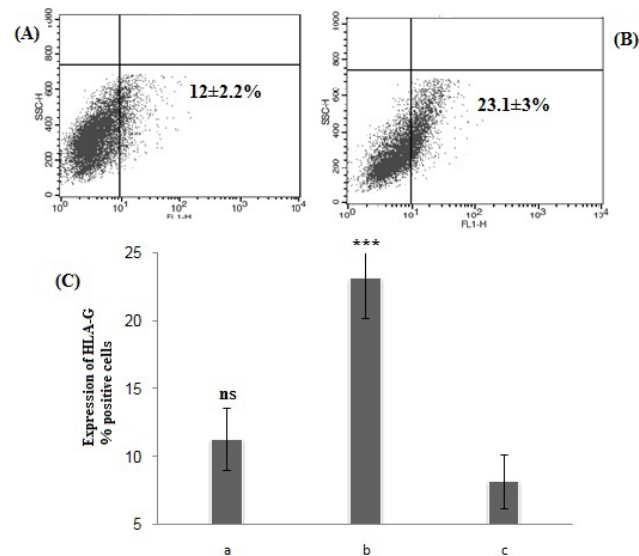 (A)
1000
800
600
400
200
0
SSC-H
12±2.2%
10⁰ 10¹ 10² 10³ 10⁴
FL1-H
(B)
1000
800
600
400
200
0
SSC-H
23.1±3%
10⁰ 10¹ 10² 10³ 10⁴
FL1-H
(C)
Expression of HLA-G
% positive cells
25
20
15
10
5
ns
***
a b c